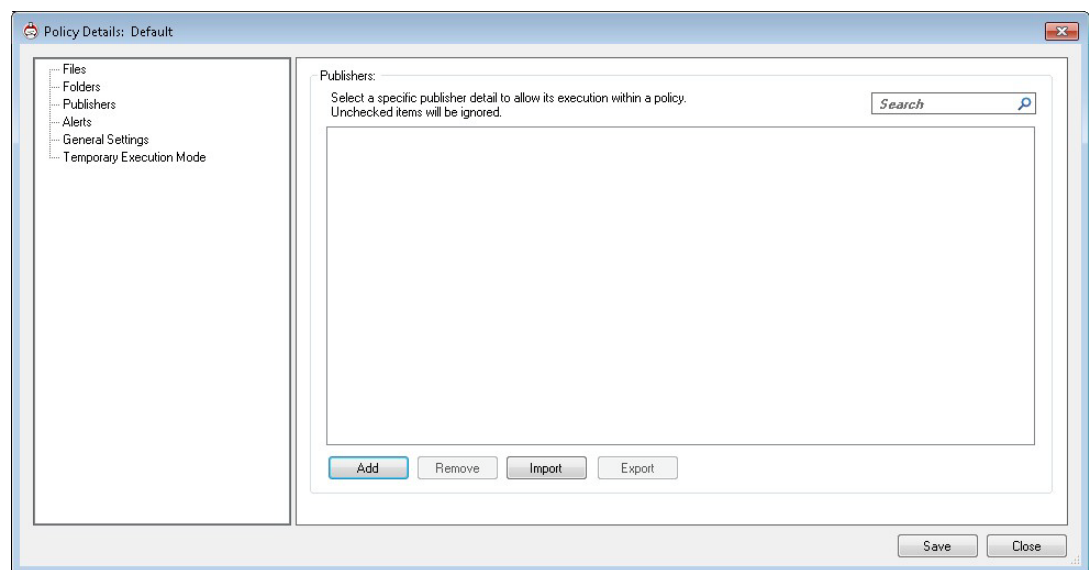 Policy Details: Default
Files
Folders
Publishers
Alerts
General Settings
Temporary Execution Mode
Publishers:
Select a specific publisher detail to allow its execution within a policy.
Unchecked items will be ignored.
Search
Add Remove Import Export
Save Close